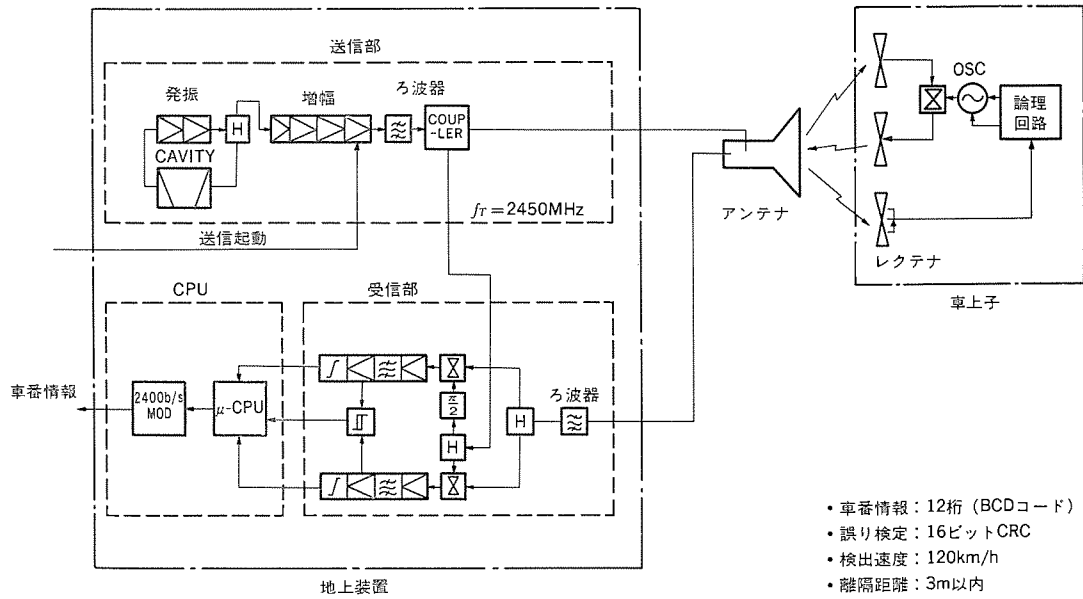 送信部
発振
H
CAVITY
増幅
ろ波器
COUP
-LER
fT=2450MHz
送信起動
アンテナ
OSC
論理
回路
レクテナ
車上子
CPU
受信部
車番情報
2400b/s
MOD
μ-CPU
π/2
H
H
ろ波器
地上装置
・車番情報:12桁(BCDコード)
・誤り検定:16ビットCRC
・検出速度:120km/h
・離隔距離:3m以内